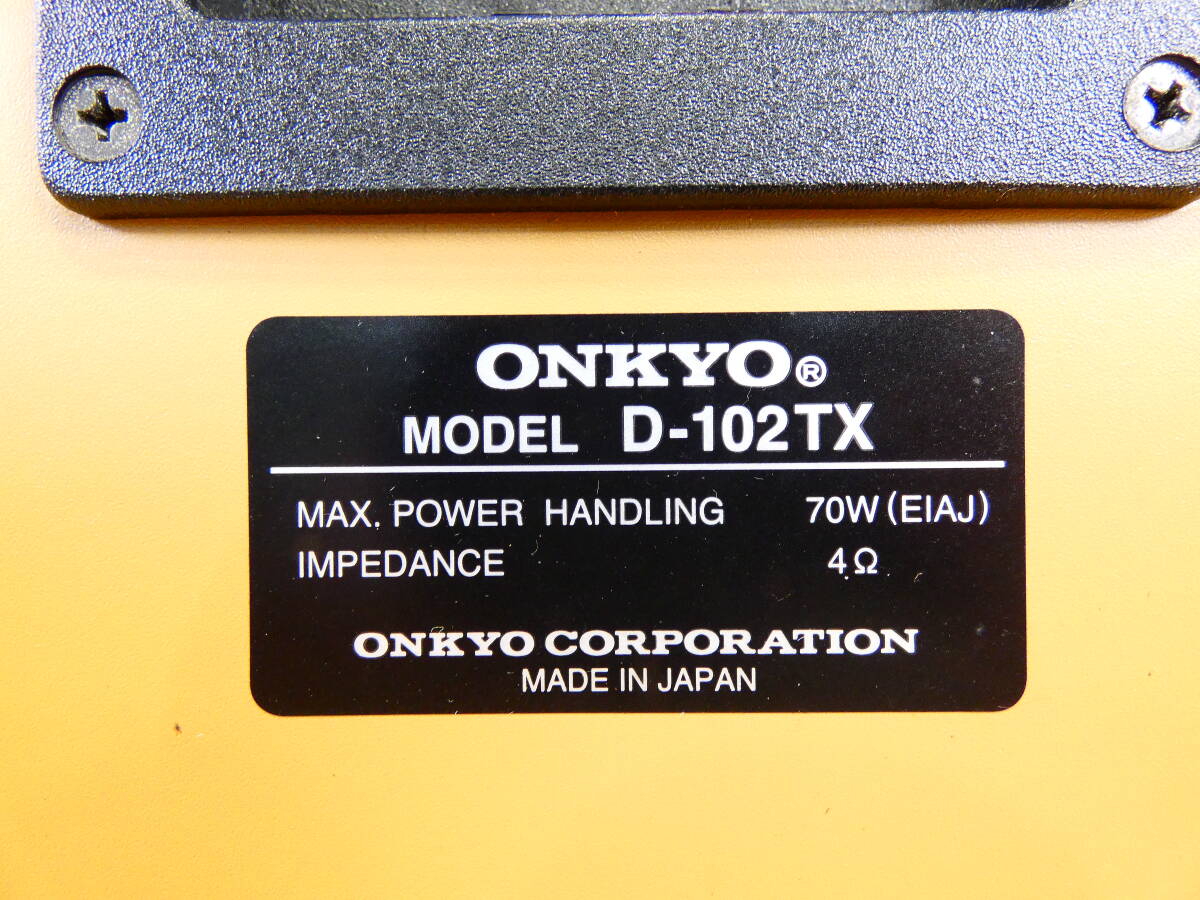 ONKYO®
MODEL D-102TX
MAX. POWER HANDLING 70W (EIAJ)
IMPEDANCE 4Ω
ONKYO CORPORATION
MADE IN JAPAN